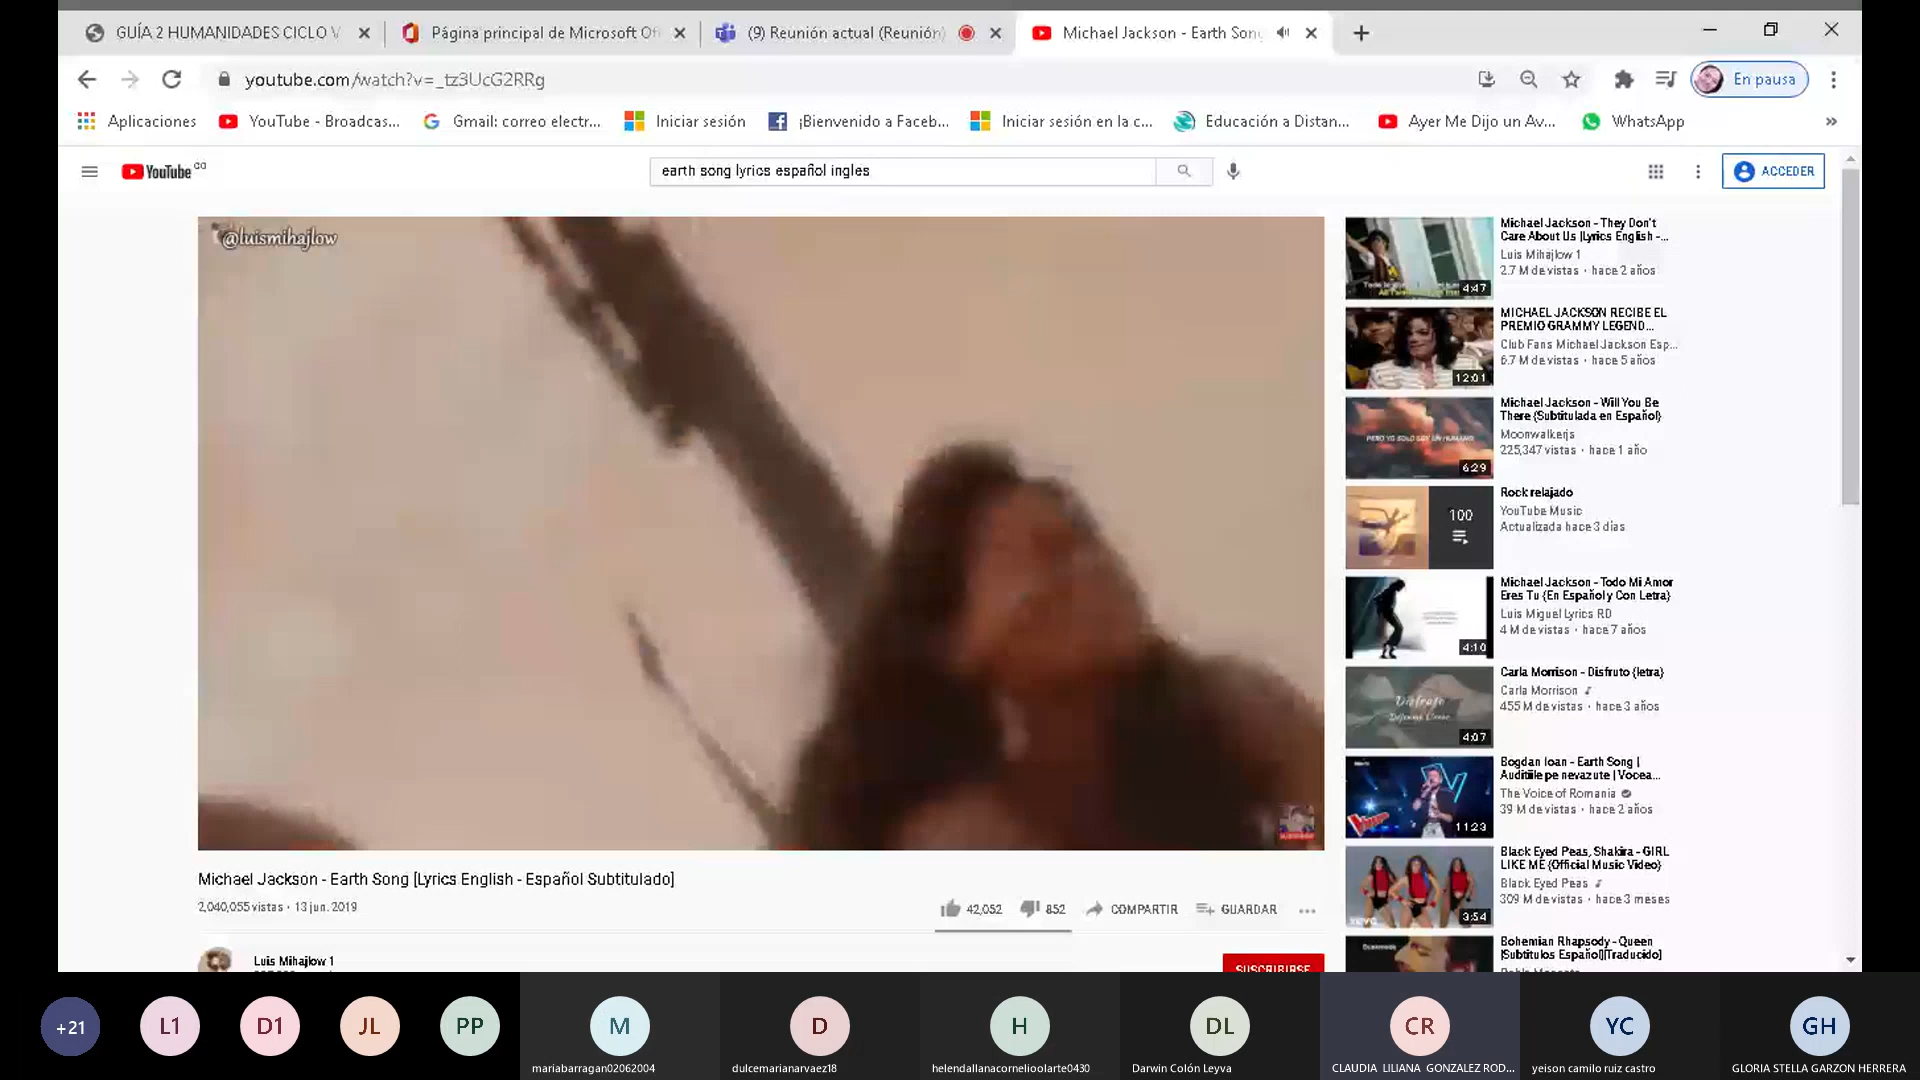 GUÍA 2 HUMANIDADES CICLO V
Página principal de Microsoft Of
(9) Reunión actual (Reunión)
Michael Jackson - Earth Song
youtube.com/watch?v=_tz3UcG2RRg
En pausa
Aplicaciones
YouTube - Broadcas...
Gmail: correo electr...
Iniciar sesión
¡Bienvenido a Faceb...
Iniciar sesión en la c...
Educación a Distan...
Ayer Me Dijo un Av...
WhatsApp
»
YouTube CO
earth song lyrics español ingles
ACCEDER
@luismihajlow
Michael Jackson - They Don't
Care About Us [Lyrics English -...
Luis Mihajlow 1
2.7 M de vistas • hace 2 años
4:47
MICHAEL JACKSON RECIBE EL
PREMIO GRAMMY LEGEND...
Club Fans Michael Jackson Esp...
6.7 M de vistas • hace 5 años
12:01
Michael Jackson - Will You Be
There (Subtitulada en Español)
Moonwalkerjs
225,347 vistas • hace 1 año
PERO YO SOLO SOY UN HUMANO
6:29
Rock relajado
YouTube Music
Actualizada hace 3 días
100
Michael Jackson - Todo Mi Amor
Eres Tu (En Español y Con Letra)
Luis Miguel Lyrics RD
4 M de vistas • hace 7 años
4:10
Carla Morrison - Disfruto (letra)
Carla Morrison
455 M de vistas • hace 3 años
Disfruto
4:07
Bogdan Ioan - Earth Song |
Auditiile pe nevazute | Vocea...
The Voice of Romania
39 M de vistas • hace 2 años
11:23
Black Eyed Peas, Shakira - GIRL
LIKE ME (Official Music Video)
Black Eyed Peas
309 M de vistas • hace 3 meses
vevo
3:54
Bohemian Rhapsody - Queen
[Subtitulos Español][Traducido]
Michael Jackson - Earth Song [Lyrics English - Español Subtitulado]
2,040,055 vistas • 13 jun. 2019
42,052
852
COMPARTIR
GUARDAR
Luis Mihajlow 1
SUSCRIBIRSE
+21
L1
D1
JL
PP
M
D
H
DL
CR
YC
GH
mariabarragan02062004
dulcemarianarvaez18
helendallanacornelioolarte0430
Darwin Colón Leyva
CLAUDIA LILIANA GONZALEZ ROD...
yeison camilo ruiz castro
GLORIA STELLA GARZON HERRERA